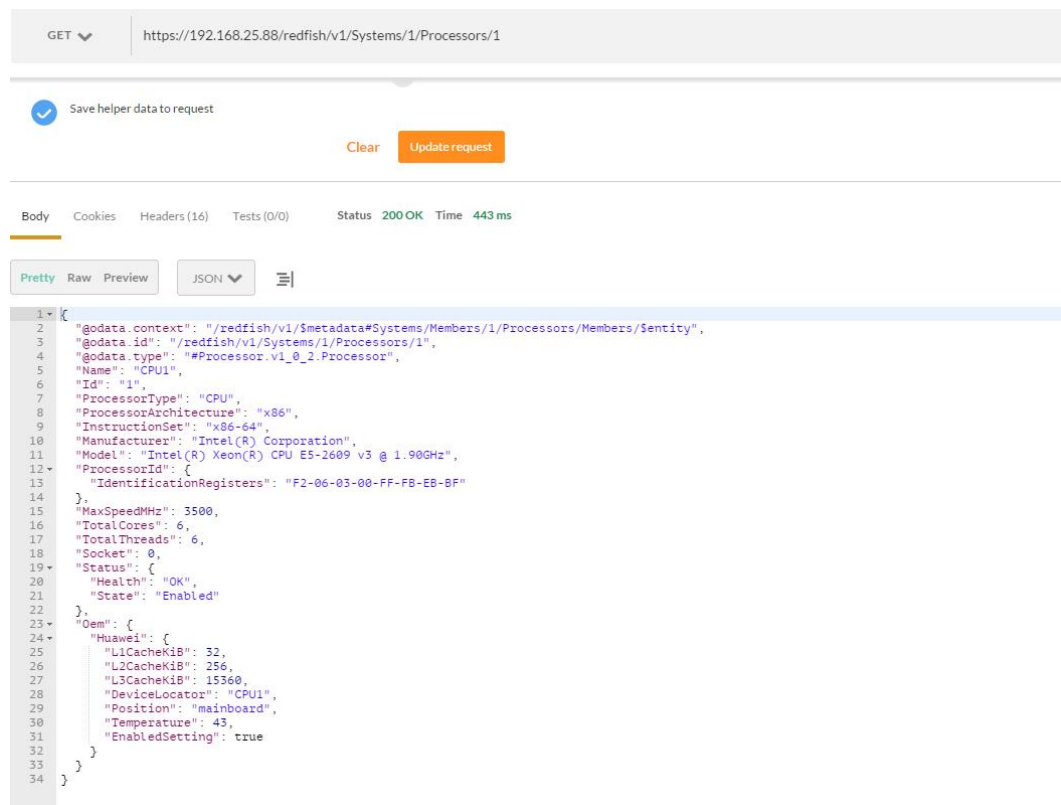 GET https://192.168.25.88/redfish/v1/Systems/1/Processors/1
Save helper data to request
Clear Update request
Body Cookies Headers (16) Tests (0/0) Status 200 OK Time 443 ms
Pretty Raw Preview JSON
1 {
2 "@odata.context": "/redfish/v1/$metadata#Systems/Members/1/Processors/Members/$entity",
3 "@odata.id": "/redfish/v1/Systems/1/Processors/1",
4 "@odata.type": "#Processor.v1_0_2.Processor",
5 "Name": "CPU1",
6 "Id": "1",
7 "ProcessorType": "CPU",
8 "ProcessorArchitecture": "x86",
9 "InstructionSet": "x86-64",
10 "Manufacturer": "Intel(R) Corporation",
11 "Model": "Intel(R) Xeon(R) CPU E5-2609 v3 @ 1.90GHz",
12 "ProcessorId": {
13 "IdentificationRegisters": "F2-06-03-00-FF-FB-EB-BF"
14 },
15 "MaxSpeedMHz": 3500,
16 "TotalCores": 6,
17 "TotalThreads": 6,
18 "Socket": 0,
19 "Status": {
20 "Health": "OK",
21 "State": "Enabled"
22 },
23 "Oem": {
24 "Huawei": {
25 "L1CacheKiB": 32,
26 "L2CacheKiB": 256,
27 "L3CacheKiB": 15360,
28 "DeviceLocator": "CPU1",
29 "Position": "mainboard",
30 "Temperature": 43,
31 "EnabledSetting": true
32 }
33 }
34 }